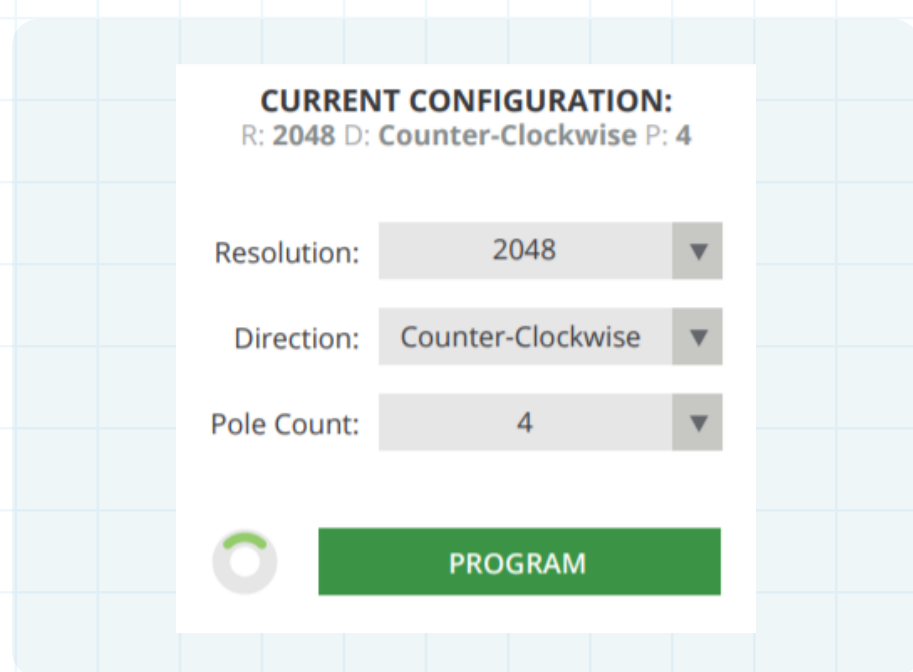 CURRENT CONFIGURATION:
R: 2048 D: Counter-Clockwise P: 4
Resolution: 2048 ▼
Direction: Counter-Clockwise ▼
Pole Count: 4 ▼
PROGRAM